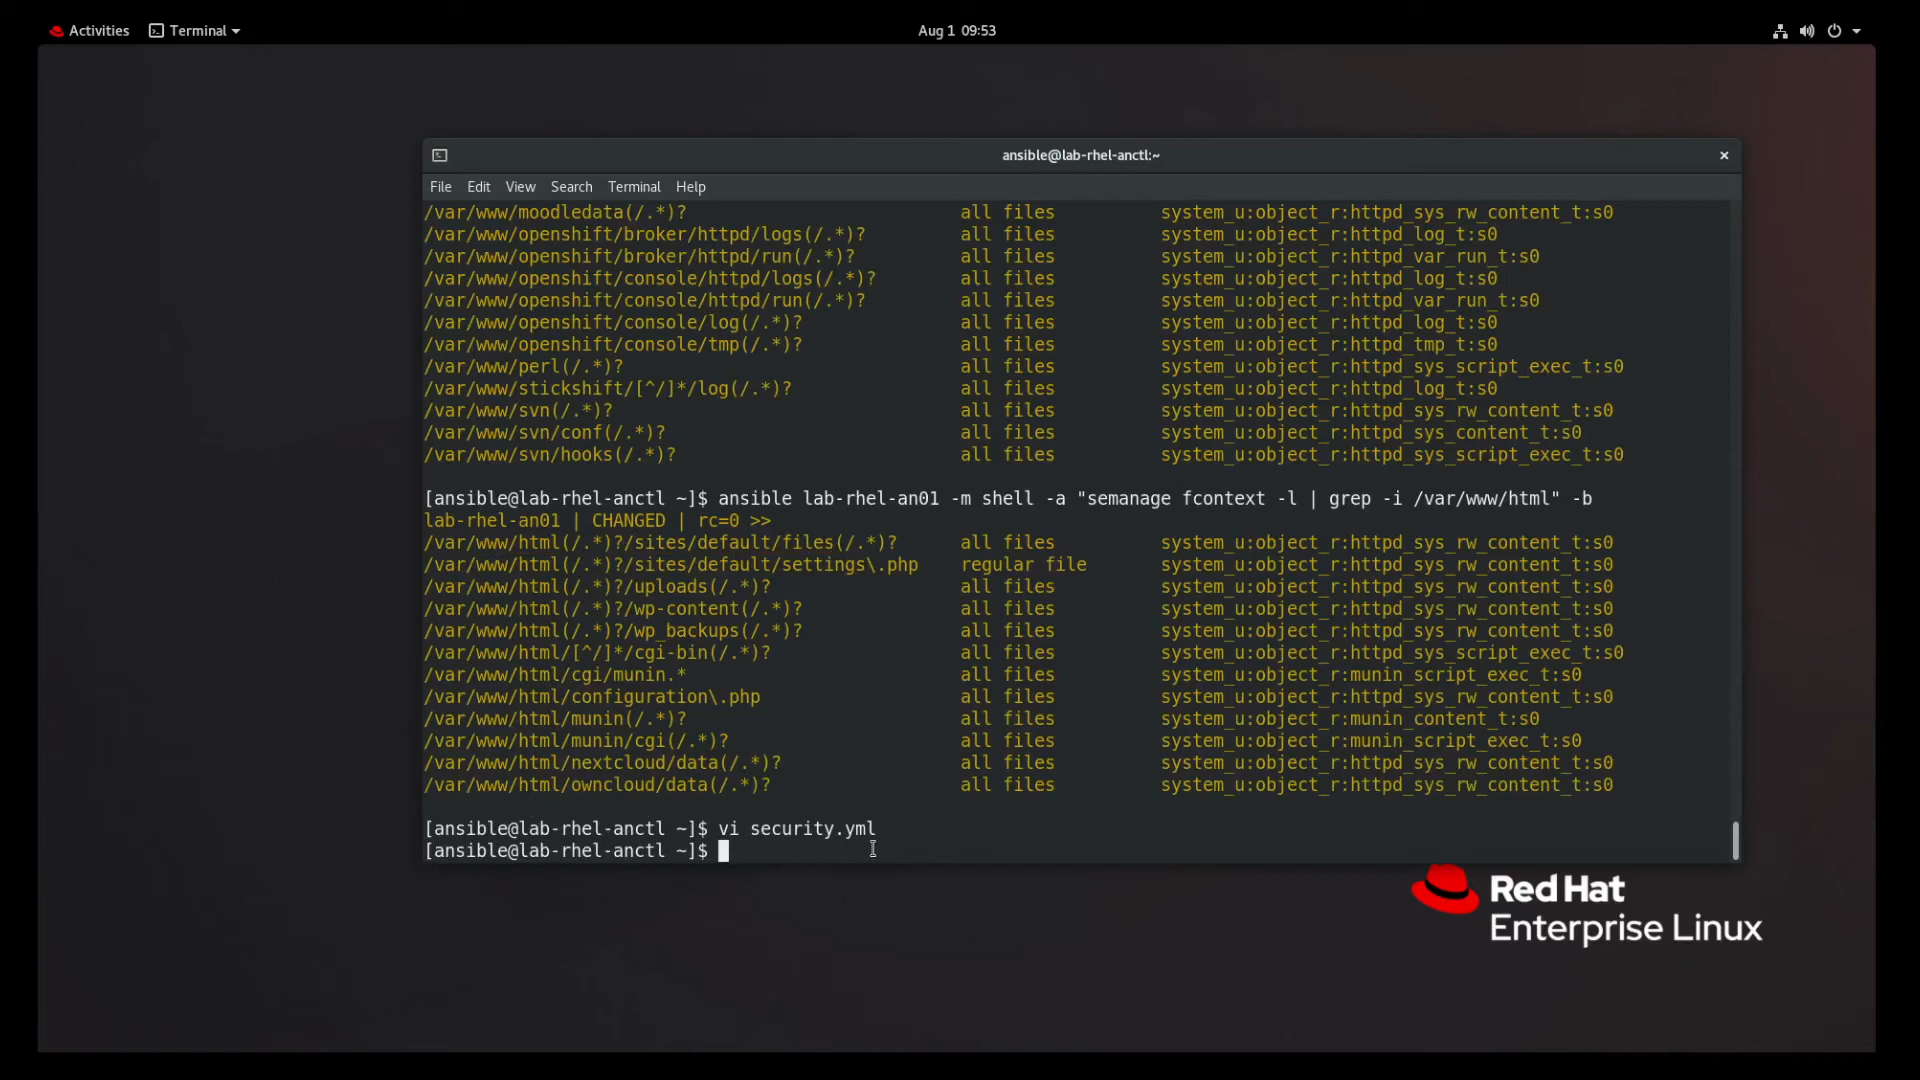 Activities Terminal Aug 1 09:53
ansible@lab-rhel-anctl:~ ×
File Edit View Search Terminal Help
/var/www/moodledata(/.*)? all files system_u:object_r:httpd_sys_rw_content_t:s0
/var/www/openshift/broker/httpd/logs(/.*)? all files system_u:object_r:httpd_log_t:s0
/var/www/openshift/broker/httpd/run(/.*)? all files system_u:object_r:httpd_var_run_t:s0
/var/www/openshift/console/httpd/logs(/.*)? all files system_u:object_r:httpd_log_t:s0
/var/www/openshift/console/httpd/run(/.*)? all files system_u:object_r:httpd_var_run_t:s0
/var/www/openshift/console/log(/.*)? all files system_u:object_r:httpd_log_t:s0
/var/www/openshift/console/tmp(/.*)? all files system_u:object_r:httpd_tmp_t:s0
/var/www/perl(/.*)? all files system_u:object_r:httpd_sys_script_exec_t:s0
/var/www/stickshift/[^/]*/log(/.*)? all files system_u:object_r:httpd_log_t:s0
/var/www/svn(/.*)? all files system_u:object_r:httpd_sys_rw_content_t:s0
/var/www/svn/conf(/.*)? all files system_u:object_r:httpd_sys_content_t:s0
/var/www/svn/hooks(/.*)? all files system_u:object_r:httpd_sys_script_exec_t:s0
[ansible@lab-rhel-anctl ~]$ ansible lab-rhel-an01 -m shell -a "semanage fcontext -l | grep -i /var/www/html" -b
lab-rhel-an01 | CHANGED | rc=0 >>
/var/www/html(/.*)?/sites/default/files(/.*)? all files system_u:object_r:httpd_sys_rw_content_t:s0
/var/www/html(/.*)?/sites/default/settings\.php regular file system_u:object_r:httpd_sys_rw_content_t:s0
/var/www/html(/.*)?/uploads(/.*)? all files system_u:object_r:httpd_sys_rw_content_t:s0
/var/www/html(/.*)?/wp-content(/.*)? all files system_u:object_r:httpd_sys_rw_content_t:s0
/var/www/html(/.*)?/wp_backups(/.*)? all files system_u:object_r:httpd_sys_rw_content_t:s0
/var/www/html/[^/]*/cgi-bin(/.*)? all files system_u:object_r:httpd_sys_script_exec_t:s0
/var/www/html/cgi/munin.* all files system_u:object_r:munin_script_exec_t:s0
/var/www/html/configuration\.php all files system_u:object_r:httpd_sys_rw_content_t:s0
/var/www/html/munin(/.*)? all files system_u:object_r:munin_content_t:s0
/var/www/html/munin/cgi(/.*)? all files system_u:object_r:munin_script_exec_t:s0
/var/www/html/nextcloud/data(/.*)? all files system_u:object_r:httpd_sys_rw_content_t:s0
/var/www/html/owncloud/data(/.*)? all files system_u:object_r:httpd_sys_rw_content_t:s0
[ansible@lab-rhel-anctl ~]$ vi security.yml
[ansible@lab-rhel-anctl ~]$
Red Hat
Enterprise Linux